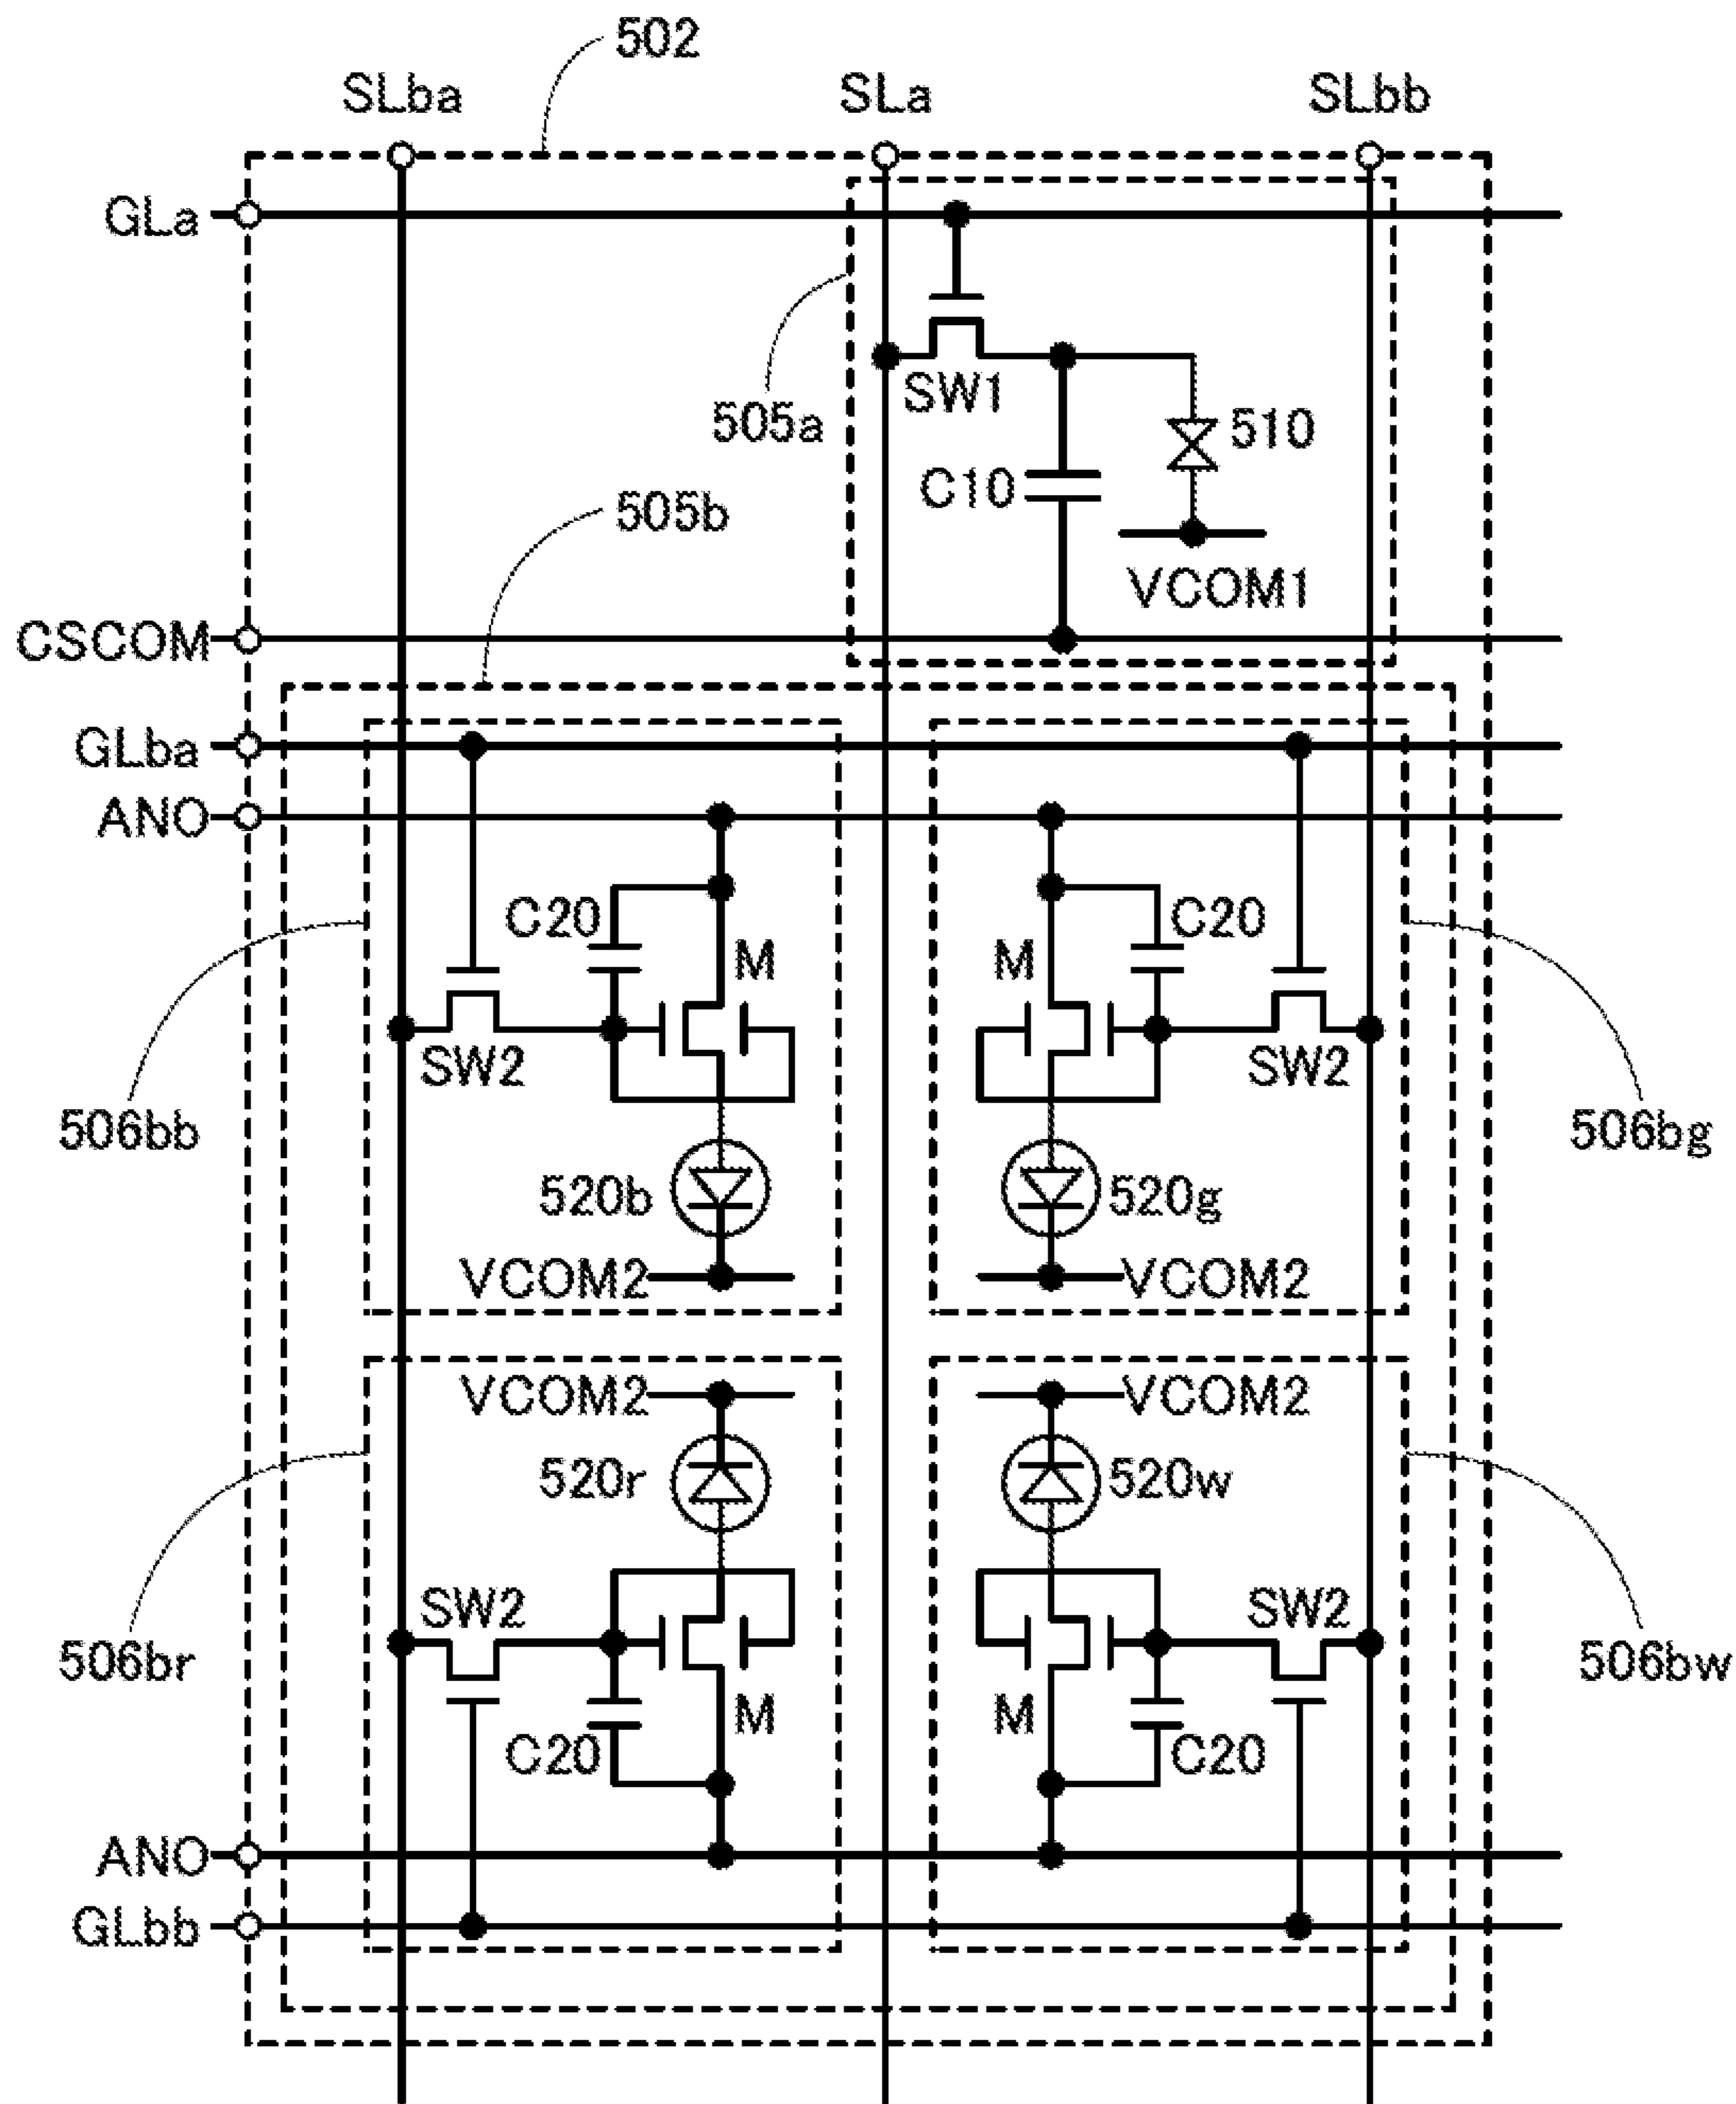 502
SLba
SLa
SLbb
GLa
SW1
505a
510
C10
505b
VCOM1
CSCOM
GLba
ANO
C20
C20
M
M
SW2
SW2
506bb
506bg
520b
520g
VCOM2
VCOM2
VCOM2
VCOM2
520r
520w
SW2
SW2
506br
506bw
M
M
C20
C20
ANO
GLbb